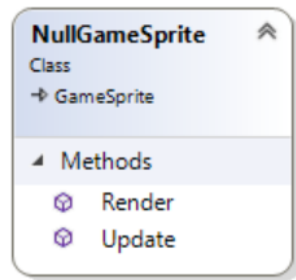 NullGameSprite
Class
GameSprite
Methods
Render
Update